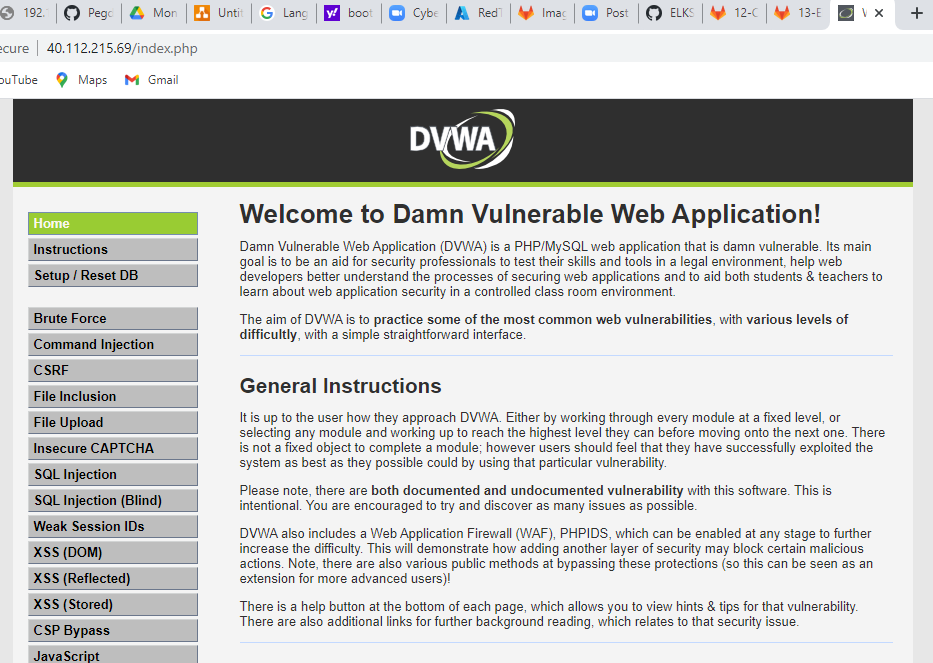 192.
Pego
Mon
Untit
Lang
boot
Cybe
RedT
Imag
Post
ELKS
12-C
13-E
ecure
40.112.215.69/index.php
ouTube
Maps
Gmail
DVWA
Home
Instructions
Setup / Reset DB
Brute Force
Command Injection
CSRF
File Inclusion
File Upload
Insecure CAPTCHA
SQL Injection
SQL Injection (Blind)
Weak Session IDs
XSS (DOM)
XSS (Reflected)
XSS (Stored)
CSP Bypass
JavaScript
Welcome to Damn Vulnerable Web Application!
Damn Vulnerable Web Application (DVWA) is a PHP/MySQL web application that is damn vulnerable. Its main
goal is to be an aid for security professionals to test their skills and tools in a legal environment, help web
developers better understand the processes of securing web applications and to aid both students & teachers to
learn about web application security in a controlled class room environment.
The aim of DVWA is to practice some of the most common web vulnerabilities, with various levels of
difficultly, with a simple straightforward interface.
General Instructions
It is up to the user how they approach DVWA. Either by working through every module at a fixed level, or
selecting any module and working up to reach the highest level they can before moving onto the next one. There
is not a fixed object to complete a module; however users should feel that they have successfully exploited the
system as best as they possible could by using that particular vulnerability.
Please note, there are both documented and undocumented vulnerability with this software. This is
intentional. You are encouraged to try and discover as many issues as possible.
DVWA also includes a Web Application Firewall (WAF), PHPIDS, which can be enabled at any stage to further
increase the difficulty. This will demonstrate how adding another layer of security may block certain malicious
actions. Note, there are also various public methods at bypassing these protections (so this can be seen as an
extension for more advanced users)!
There is a help button at the bottom of each page, which allows you to view hints & tips for that vulnerability.
There are also additional links for further background reading, which relates to that security issue.